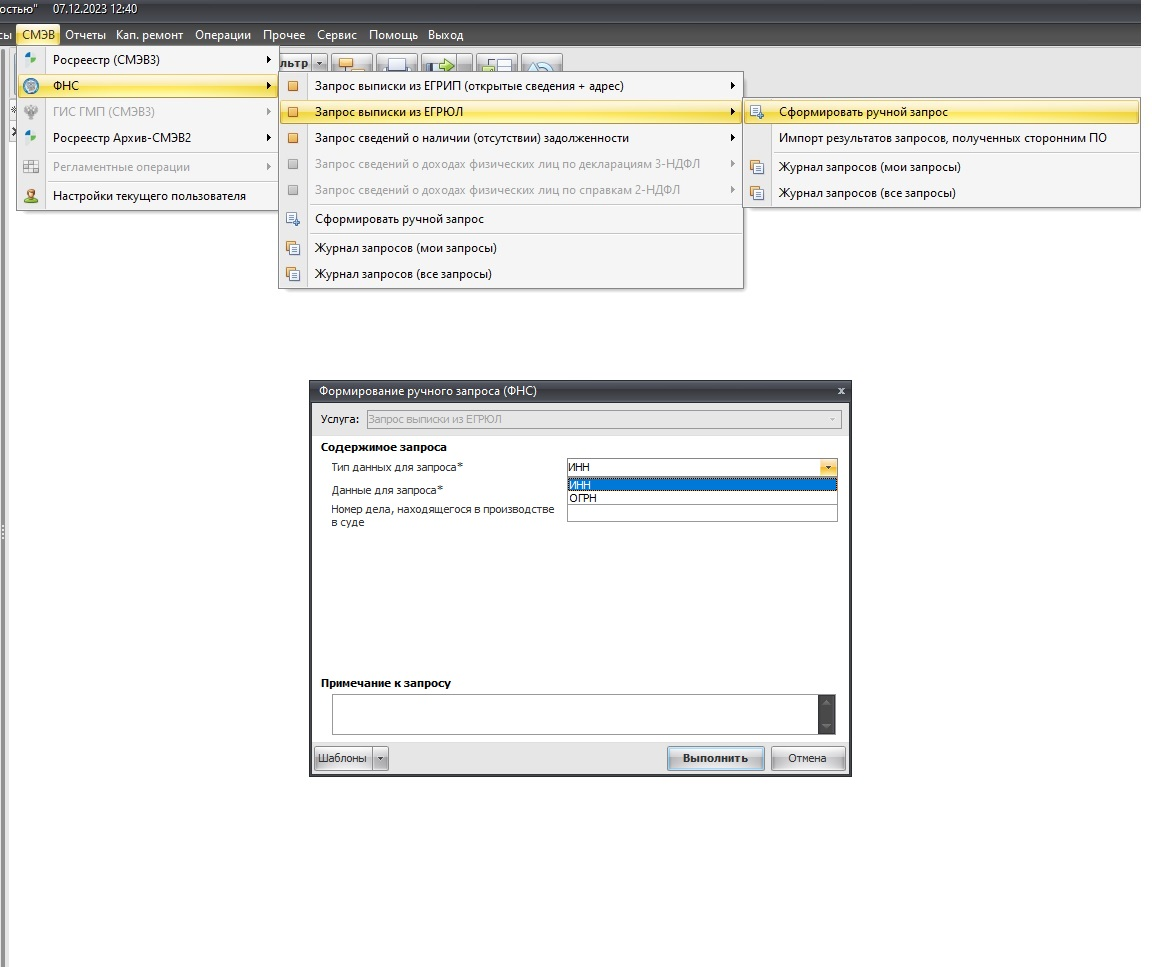 остью" 07.12.2023 12:40
сы СМЭВ Отчеты Кап. ремонт Операции Прочее Сервис Помощь Выход
льтр
Росреестр (СМЭВ3)
ФНС
ГИС ГМП (СМЭВ3)
Росреестр Архив-СМЭВ2
Регламентные операции
Настройки текущего пользователя
Запрос выписки из ЕГРИП (открытые сведения + адрес)
Запрос выписки из ЕГРЮЛ
Запрос сведений о наличии (отсутствии) задолженности
Запрос сведений о доходах физических лиц по декларациям 3-НДФЛ
Запрос сведений о доходах физических лиц по справкам 2-НДФЛ
Сформировать ручной запрос
Журнал запросов (мои запросы)
Журнал запросов (все запросы)
Сформировать ручной запрос
Импорт результатов запросов, полученных сторонним ПО
Журнал запросов (мои запросы)
Журнал запросов (все запросы)
Формирование ручного запроса (ФНС) x
Услуга: Запрос выписки из ЕГРЮЛ
Содержимое запроса
Тип данных для запроса* ИНН
ИНН
Данные для запроса*
ОГРН
Номер дела, находящегося в производстве
в суде
Примечание к запросу
Шаблоны Выполнить Отмена